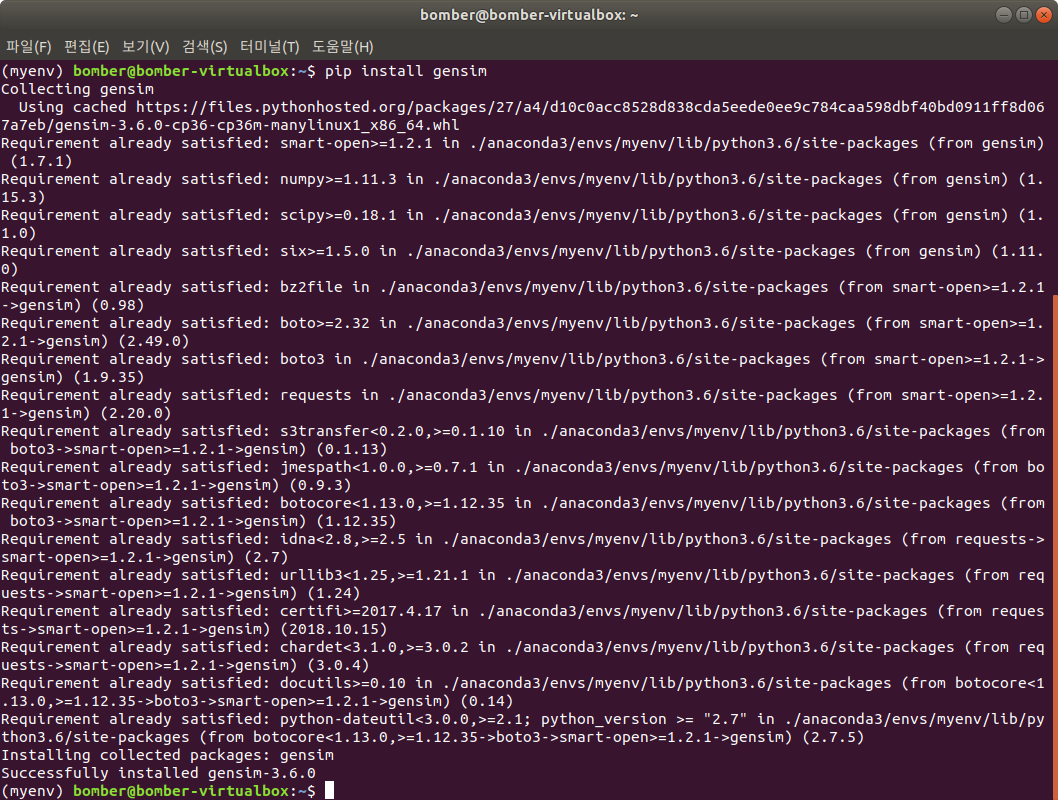 bomber@bomber-virtualbox: ~
파일(F) 편집(E) 보기(V) 검색(S) 터미널(T) 도움말(H)
(myenv) bomber@bomber-virtualbox:~$ pip install gensim
Collecting gensim
  Using cached https://files.pythonhosted.org/packages/27/a4/d10c0acc8528d838cda5eede0ee9c784caa598dbf40bd0911ff8d06
7a7eb/gensim-3.6.0-cp36-cp36m-manylinux1_x86_64.whl
Requirement already satisfied: smart-open>=1.2.1 in ./anaconda3/envs/myenv/lib/python3.6/site-packages (from gensim)
 (1.7.1)
Requirement already satisfied: numpy>=1.11.3 in ./anaconda3/envs/myenv/lib/python3.6/site-packages (from gensim) (1.
15.3)
Requirement already satisfied: scipy>=0.18.1 in ./anaconda3/envs/myenv/lib/python3.6/site-packages (from gensim) (1.
1.0)
Requirement already satisfied: six>=1.5.0 in ./anaconda3/envs/myenv/lib/python3.6/site-packages (from gensim) (1.11.
0)
Requirement already satisfied: bz2file in ./anaconda3/envs/myenv/lib/python3.6/site-packages (from smart-open>=1.2.1
->gensim) (0.98)
Requirement already satisfied: boto>=2.32 in ./anaconda3/envs/myenv/lib/python3.6/site-packages (from smart-open>=1.
2.1->gensim) (2.49.0)
Requirement already satisfied: boto3 in ./anaconda3/envs/myenv/lib/python3.6/site-packages (from smart-open>=1.2.1->
gensim) (1.9.35)
Requirement already satisfied: requests in ./anaconda3/envs/myenv/lib/python3.6/site-packages (from smart-open>=1.2.
1->gensim) (2.20.0)
Requirement already satisfied: s3transfer<0.2.0,>=0.1.10 in ./anaconda3/envs/myenv/lib/python3.6/site-packages (from
 boto3->smart-open>=1.2.1->gensim) (0.1.13)
Requirement already satisfied: jmespath<1.0.0,>=0.7.1 in ./anaconda3/envs/myenv/lib/python3.6/site-packages (from bo
to3->smart-open>=1.2.1->gensim) (0.9.3)
Requirement already satisfied: botocore<1.13.0,>=1.12.35 in ./anaconda3/envs/myenv/lib/python3.6/site-packages (from
 boto3->smart-open>=1.2.1->gensim) (1.12.35)
Requirement already satisfied: idna<2.8,>=2.5 in ./anaconda3/envs/myenv/lib/python3.6/site-packages (from requests->
smart-open>=1.2.1->gensim) (2.7)
Requirement already satisfied: urllib3<1.25,>=1.21.1 in ./anaconda3/envs/myenv/lib/python3.6/site-packages (from req
uests->smart-open>=1.2.1->gensim) (1.24)
Requirement already satisfied: certifi>=2017.4.17 in ./anaconda3/envs/myenv/lib/python3.6/site-packages (from reques
ts->smart-open>=1.2.1->gensim) (2018.10.15)
Requirement already satisfied: chardet<3.1.0,>=3.0.2 in ./anaconda3/envs/myenv/lib/python3.6/site-packages (from req
uests->smart-open>=1.2.1->gensim) (3.0.4)
Requirement already satisfied: docutils>=0.10 in ./anaconda3/envs/myenv/lib/python3.6/site-packages (from botocore<1
.13.0,>=1.12.35->boto3->smart-open>=1.2.1->gensim) (0.14)
Requirement already satisfied: python-dateutil<3.0.0,>=2.1; python_version >= "2.7" in ./anaconda3/envs/myenv/lib/py
thon3.6/site-packages (from botocore<1.13.0,>=1.12.35->boto3->smart-open>=1.2.1->gensim) (2.7.5)
Installing collected packages: gensim
Successfully installed gensim-3.6.0
(myenv) bomber@bomber-virtualbox:~$